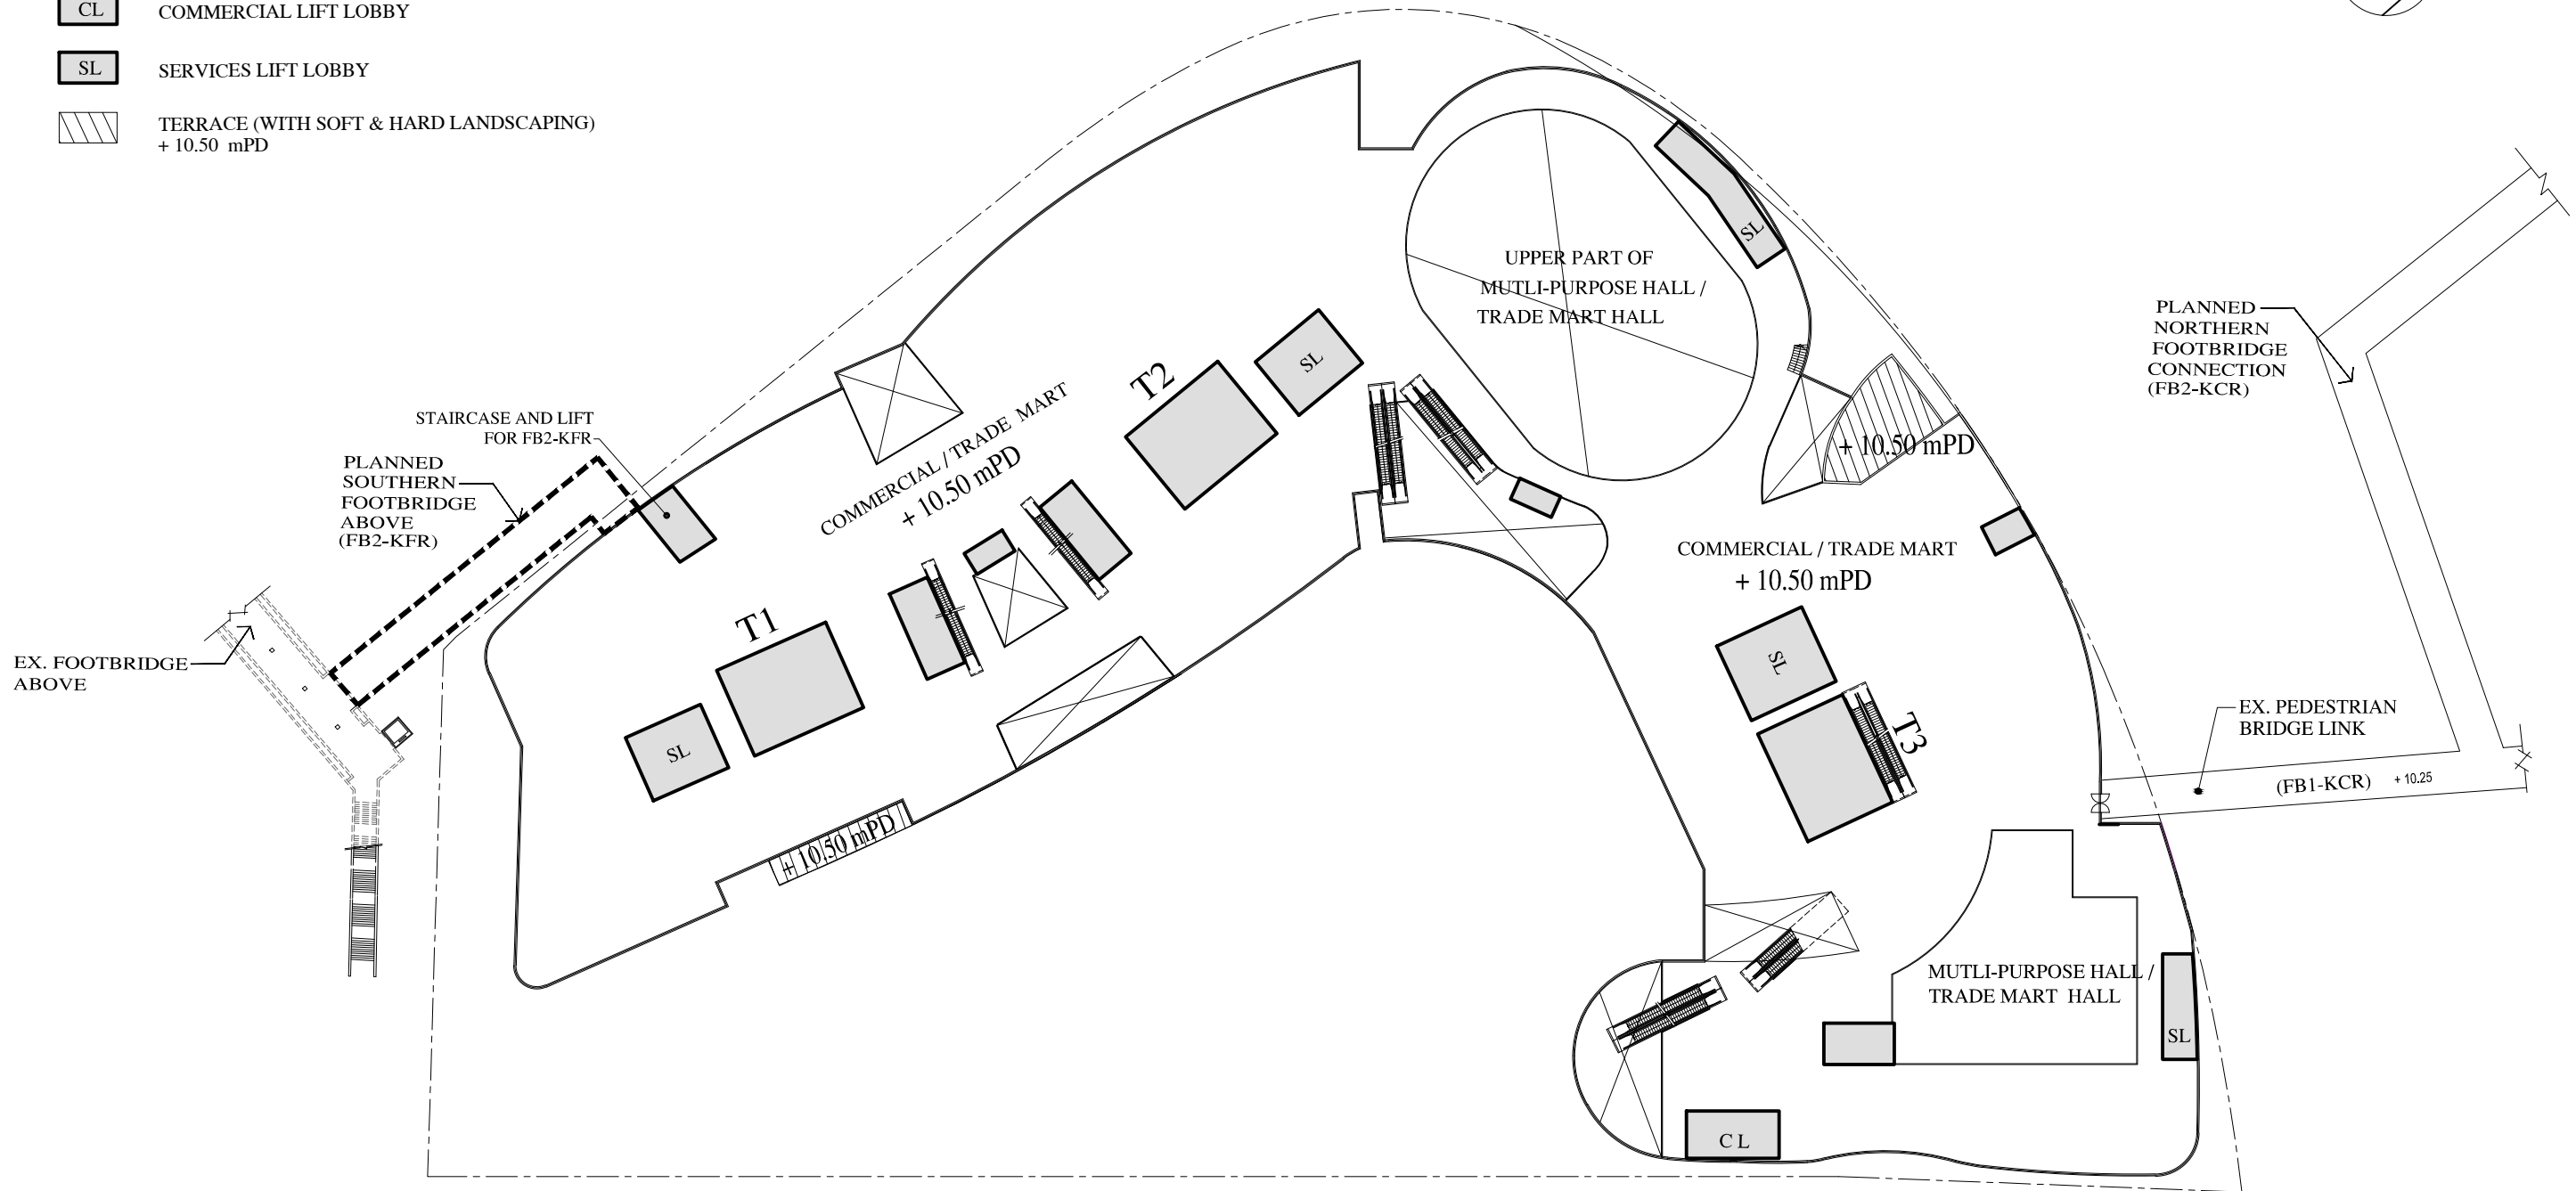 CL COMMERCIAL LIFT LOBBY
SL SERVICES LIFT LOBBY
TERRACE (WITH SOFT & HARD LANDSCAPING)
+ 10.50 mPD
UPPER PART OF
MUTLI-PURPOSE HALL /
TRADE MART HALL
SL
PLANNED
NORTHERN
FOOTBRIDGE
CONNECTION
(FB2-KCR)
T2
SL
COMMERCIAL / TRADE MART
+ 10.50 mPD
STAIRCASE AND LIFT
FOR FB2-KFR
PLANNED
SOUTHERN
FOOTBRIDGE
ABOVE
(FB2-KFR)
+ 10.50 mPD
COMMERCIAL / TRADE MART
+ 10.50 mPD
EX. FOOTBRIDGE
ABOVE
T1
SL
SL
T3
EX. PEDESTRIAN
BRIDGE LINK
(FB1-KCR) + 10.25
+ 10.50 mPD
MUTLI-PURPOSE HALL /
TRADE MART HALL
SL
CL